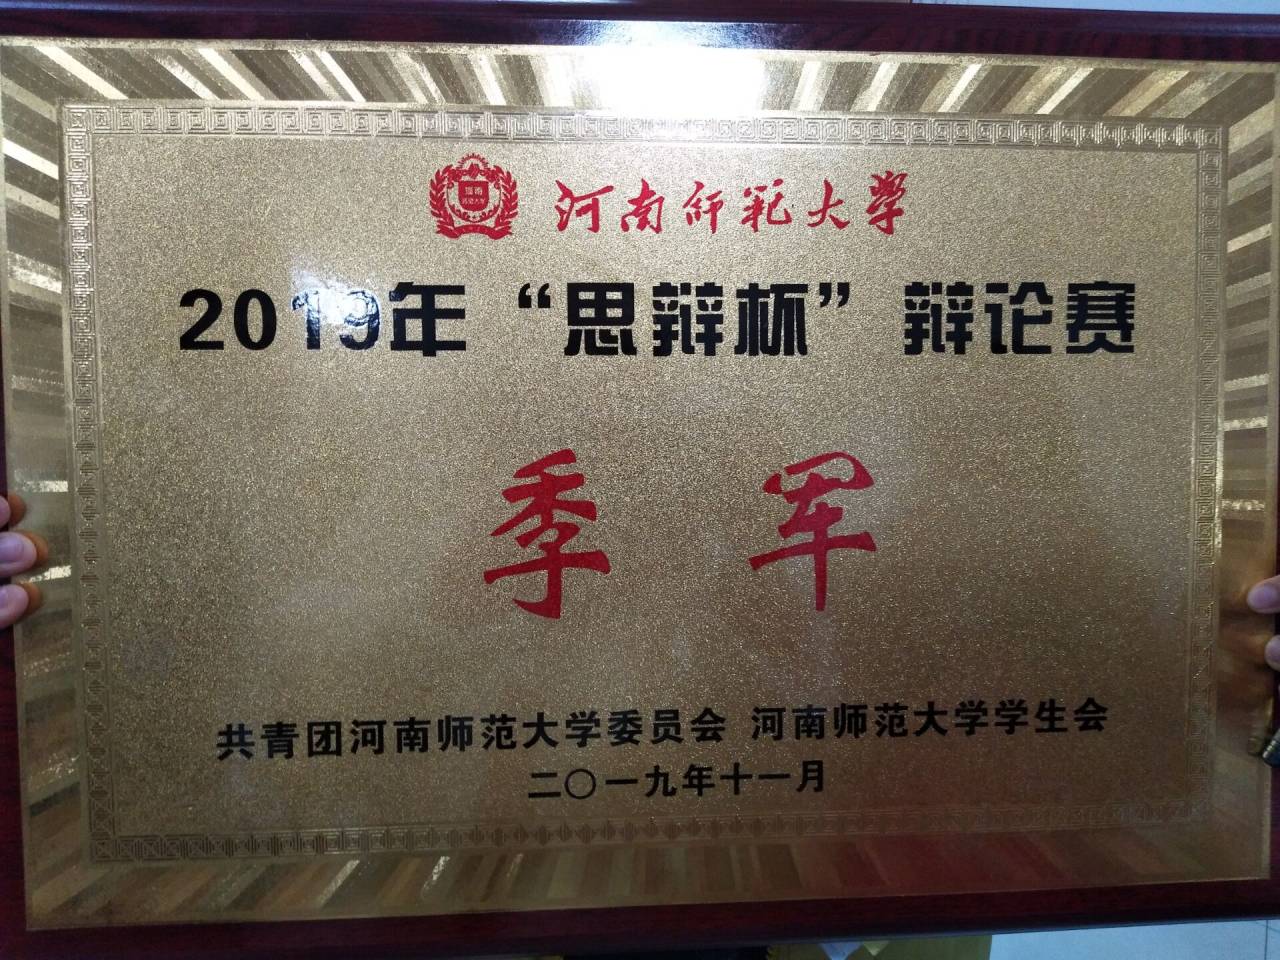 河南师范大学
2019年“思辩杯”辩论赛
季军
共青团河南师范大学委员会 河南师范大学学生会
二〇一九年十一月